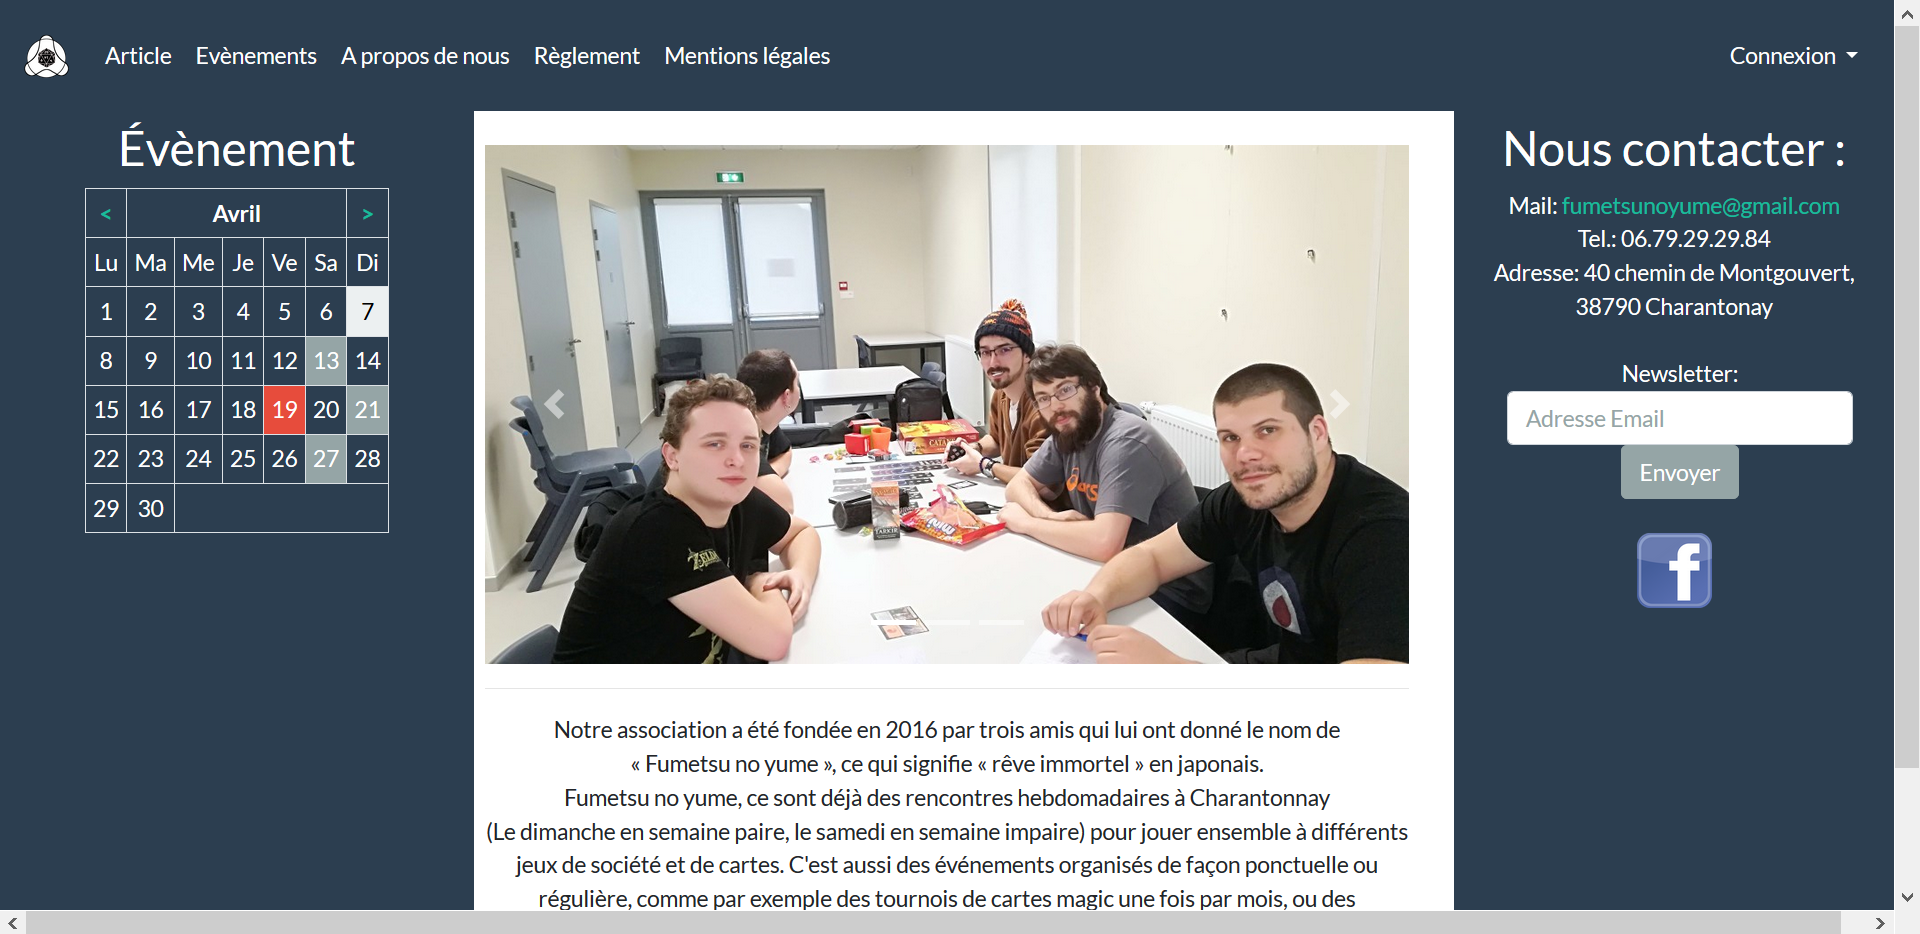 Article Evènements A propos de nous Règlement Mentions légales Connexion
Évènement
< Avril >
Lu Ma Me Je Ve Sa Di
1 2 3 4 5 6 7
8 9 10 11 12 13 14
15 16 17 18 19 20 21
22 23 24 25 26 27 28
29 30
CATAN
ZELDA
TARKIR
Notre association a été fondée en 2016 par trois amis qui lui ont donné le nom de
« Fumetsu no yume », ce qui signifie « rêve immortel » en japonais.
Fumetsu no yume, ce sont déjà des rencontres hebdomadaires à Charantonnay
(Le dimanche en semaine paire, le samedi en semaine impaire) pour jouer ensemble à différents
jeux de société et de cartes. C'est aussi des événements organisés de façon ponctuelle ou
régulière, comme par exemple des tournois de cartes magic une fois par mois, ou des
Nous contacter :
Mail: fumetsunoyume@gmail.com
Tel.: 06.79.29.29.84
Adresse: 40 chemin de Montgouvert,
38790 Charantonay
Newsletter:
Adresse Email
Envoyer
f